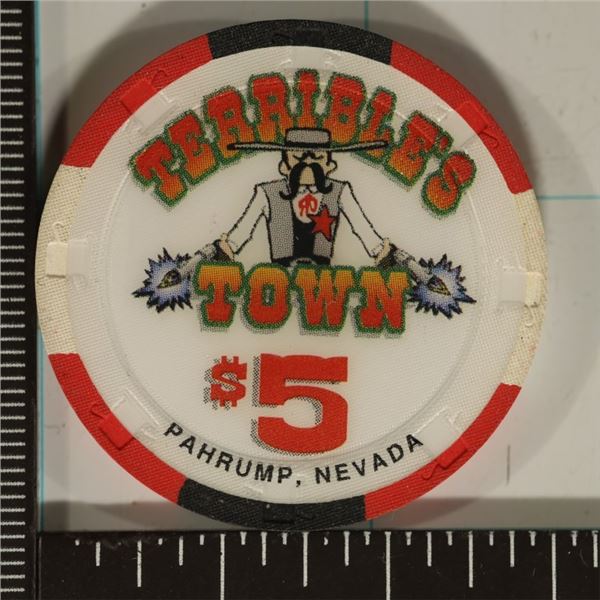 TERRIBLE'S
TOWN
$5
PAHRUMP, NEVADA